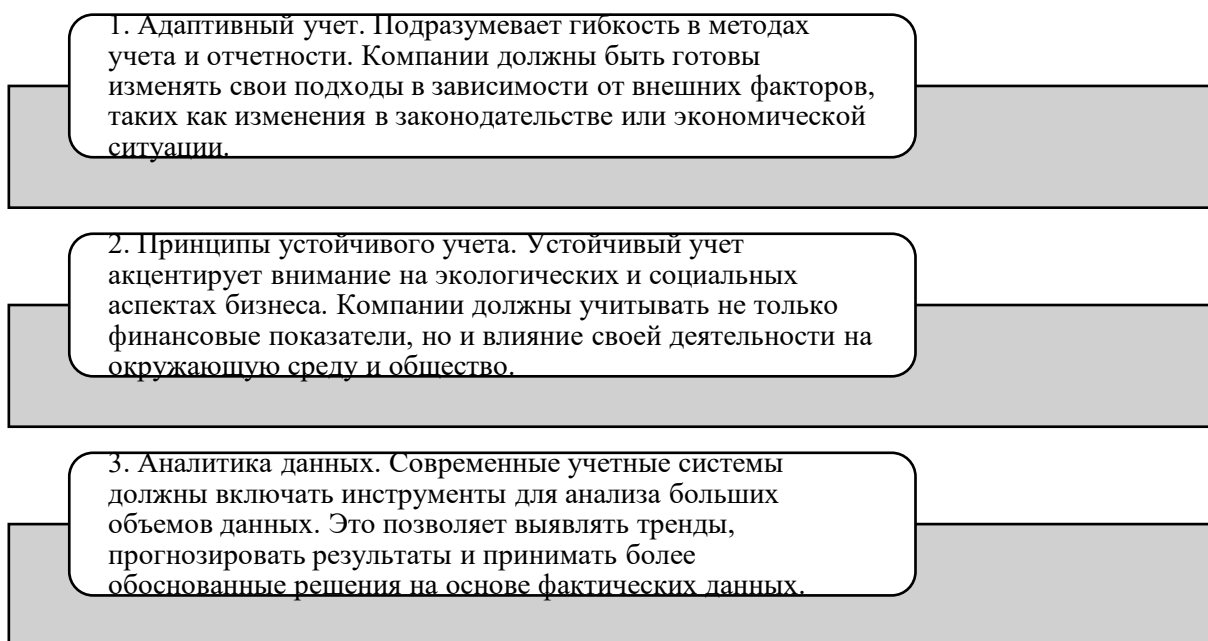 1. Адаптивный учет. Подразумевает гибкость в методах
учета и отчетности. Компании должны быть готовы
изменять свои подходы в зависимости от внешних факторов,
таких как изменения в законодательстве или экономической
ситуации.
2. Принципы устойчивого учета. Устойчивый учет
акцентирует внимание на экологических и социальных
аспектах бизнеса. Компании должны учитывать не только
финансовые показатели, но и влияние своей деятельности на
окружающую среду и общество.
3. Аналитика данных. Современные учетные системы
должны включать инструменты для анализа больших
объемов данных. Это позволяет выявлять тренды,
прогнозировать результаты и принимать более
обоснованные решения на основе фактических данных.